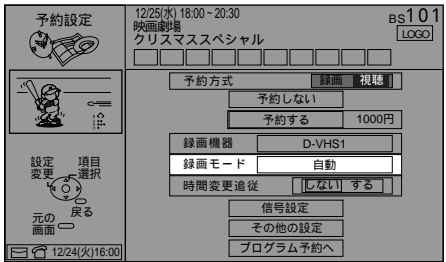 予約設定
12/25(水) 18:00~20:30
映画劇場
クリスマススペシャル
BS101
LOGO
予約方式 録画 視聴
予約しない
予約する 1000円
録画機器 D-VHS1
録画モード 自動
時間変更追従 しない する
信号設定
その他の設定
プログラム予約へ
設定変更
項目選択
戻る
元の画面
12/24(火)16:00